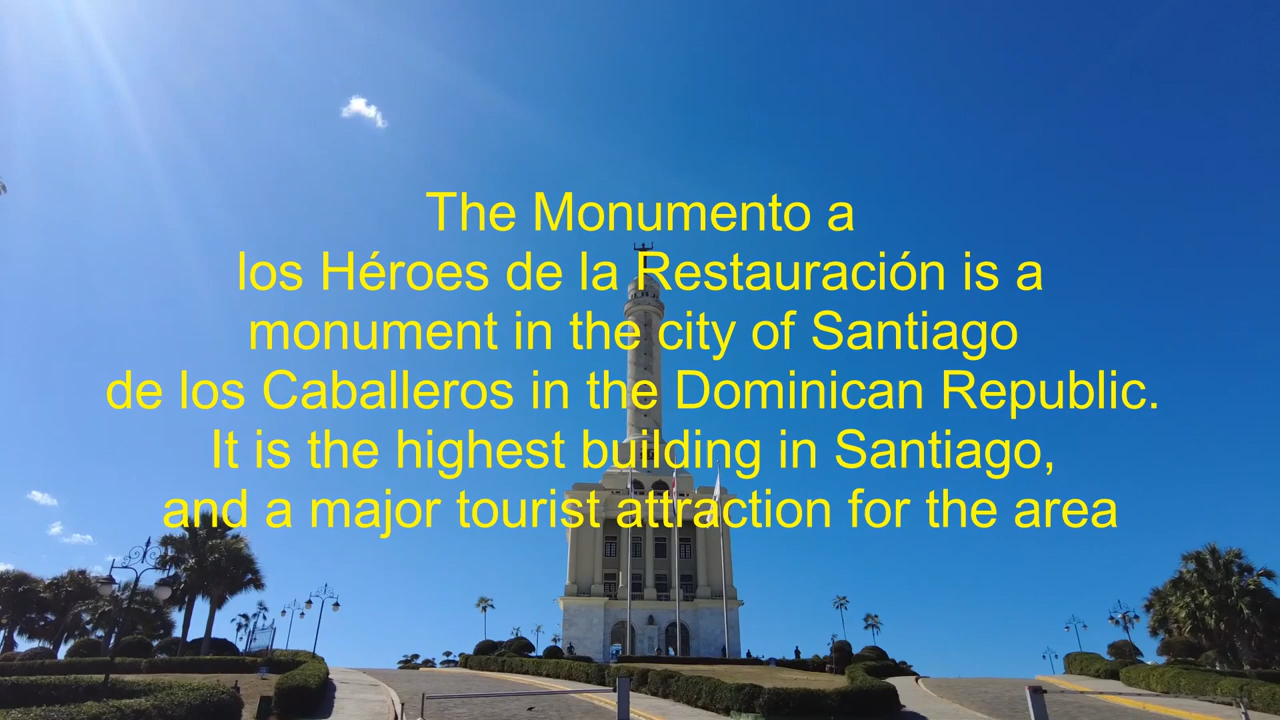 The Monumento a
los Héroes de la Restauración is a
monument in the city of Santiago
de los Caballeros in the Dominican Republic.
It is the highest building in Santiago,
and a major tourist attraction for the area